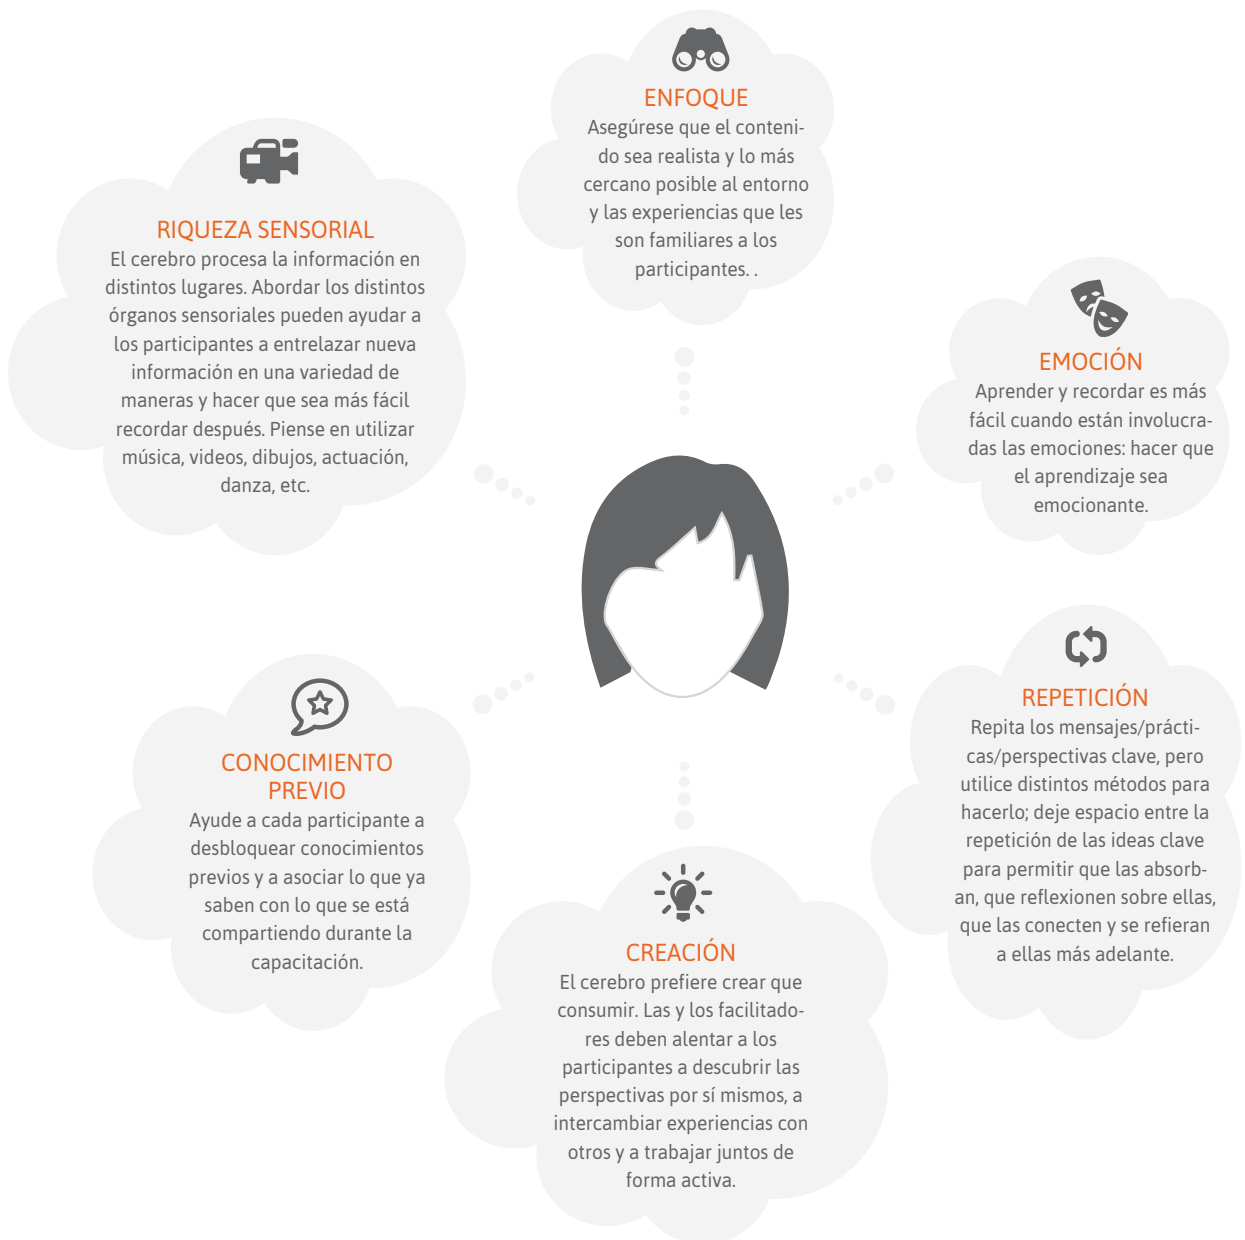 ENFOQUE
Asegúrese que el conteni-
do sea realista y lo más
cercano posible al entorno
y las experiencias que les
son familiares a los
participantes. .
RIQUEZA SENSORIAL
El cerebro procesa la información en
distintos lugares. Abordar los distintos
órganos sensoriales pueden ayudar a
los participantes a entrelazar nueva
información en una variedad de
maneras y hacer que sea más fácil
recordar después. Piense en utilizar
música, videos, dibujos, actuación,
danza, etc.
EMOCIÓN
Aprender y recordar es más
fácil cuando están involucra-
das las emociones: hacer que
el aprendizaje sea
emocionante.
REPETICIÓN
Repita los mensajes/prácti-
cas/perspectivas clave, pero
utilice distintos métodos para
hacerlo; deje espacio entre la
repetición de las ideas clave
para permitir que las absorb-
an, que reflexionen sobre ellas,
que las conecten y se refieran
a ellas más adelante.
CONOCIMIENTO
PREVIO
Ayude a cada participante a
desbloquear conocimientos
previos y a asociar lo que ya
saben con lo que se está
compartiendo durante la
capacitación.
CREACIÓN
El cerebro prefiere crear que
consumir. Las y los facilitado-
res deben alentar a los
participantes a descubrir las
perspectivas por sí mismos, a
intercambiar experiencias con
otros y a trabajar juntos de
forma activa.